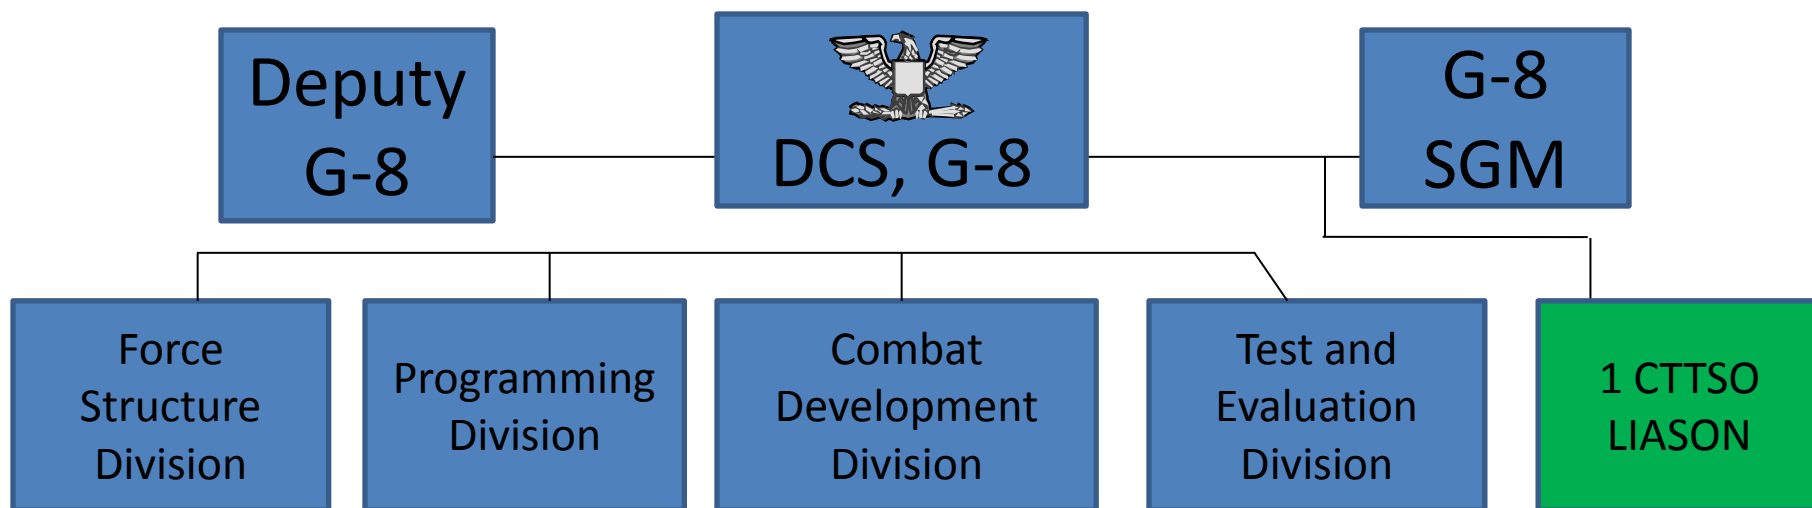 Deputy
G-8
DCS, G-8
G-8
SGM
Force
Structure
Division
Programming
Division
Combat
Development
Division
Test and
Evaluation
Division
1 CTTSO
LIASON